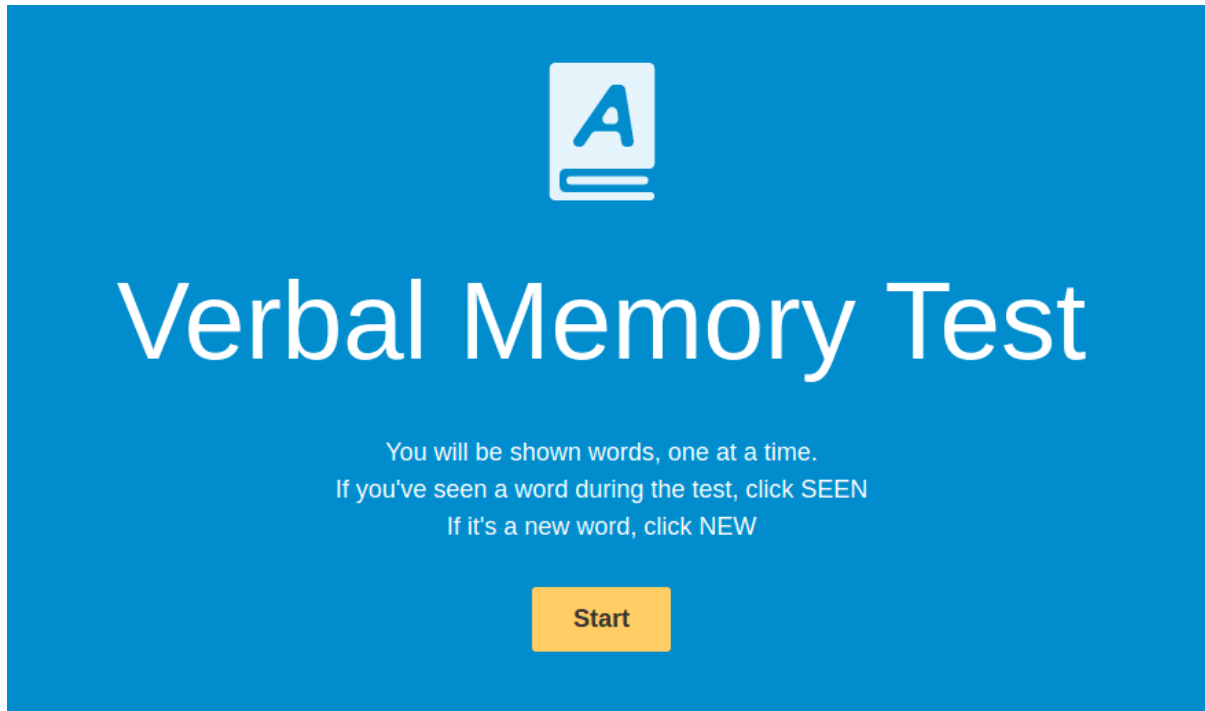 A
Verbal Memory Test
You will be shown words, one at a time.
If you've seen a word during the test, click SEEN
If it's a new word, click NEW
Start